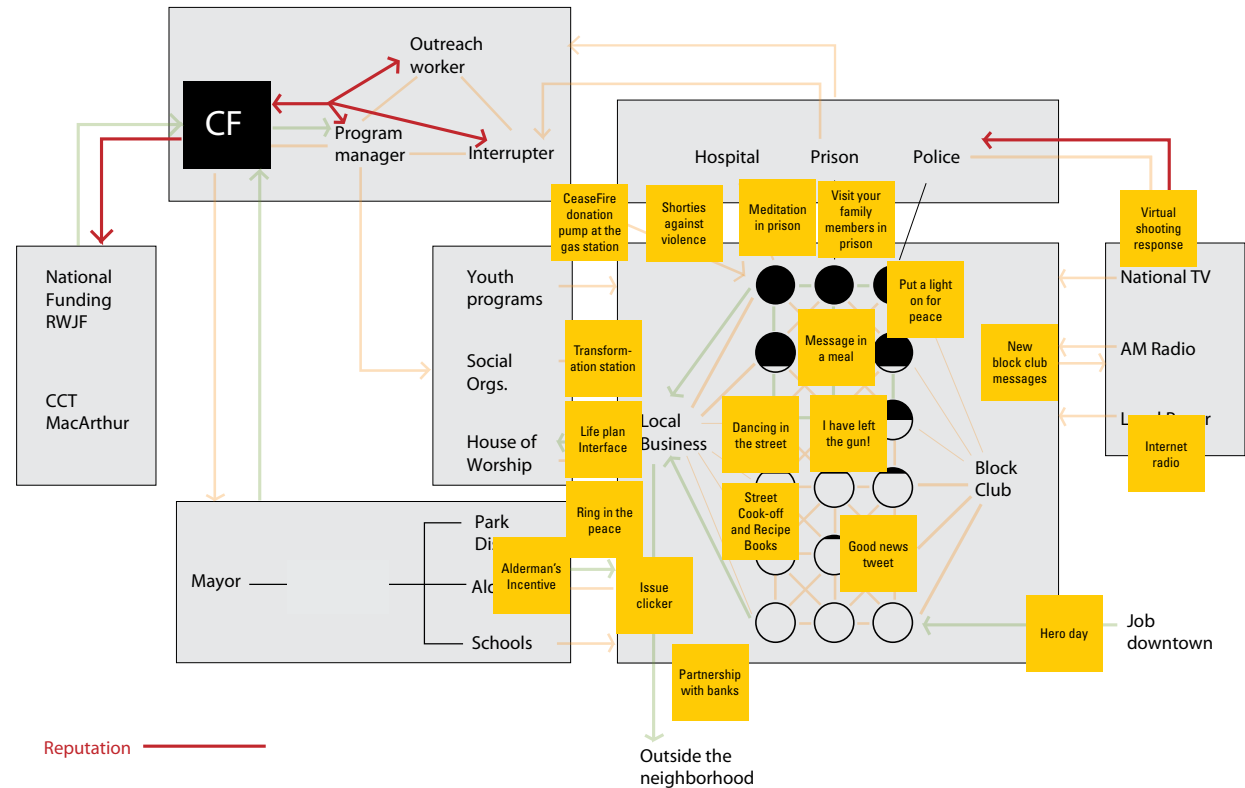 Outreach
worker
CF
Program
manager
Interrupter
Hospital
Prison
Police
CeaseFire
donation
pump at the
gas station
Shorties
against
violence
Meditation
in prison
Visit your
family
members in
prison
Virtual
shooting
response
National
Funding
RWJF
CCT
MacArthur
Youth
programs
Social
Orgs.
House of
Worship
Transform-
ation station
Life plan
Interface
Ring in the
peace
Local
Business
Put a light
on for
peace
Message in
a meal
Dancing in
the street
I have left
the gun!
Street
Cook-off
and Recipe
Books
Good news
tweet
Block
Club
New
block club
messages
National TV
AM Radio
Internet
radio
Mayor
Park
Alderman's
Incentive
Schools
Issue
clicker
Partnership
with banks
Hero day
Job
downtown
Reputation
Outside the
neighborhood